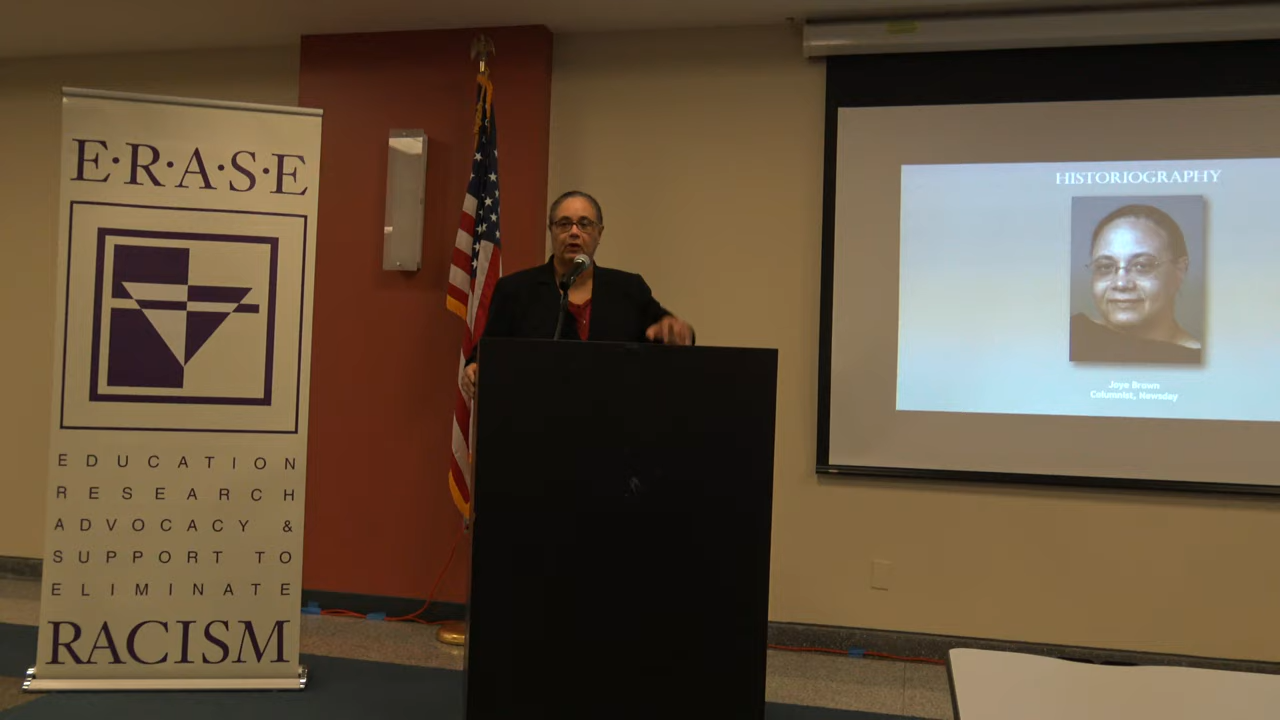 E·R·A·S·E
EDUCATION
RESEARCH
ADVOCACY &
SUPPORT TO
ELIMINATE
RACISM
HISTORIOGRAPHY
Joye Brown
Columnist, Newsday